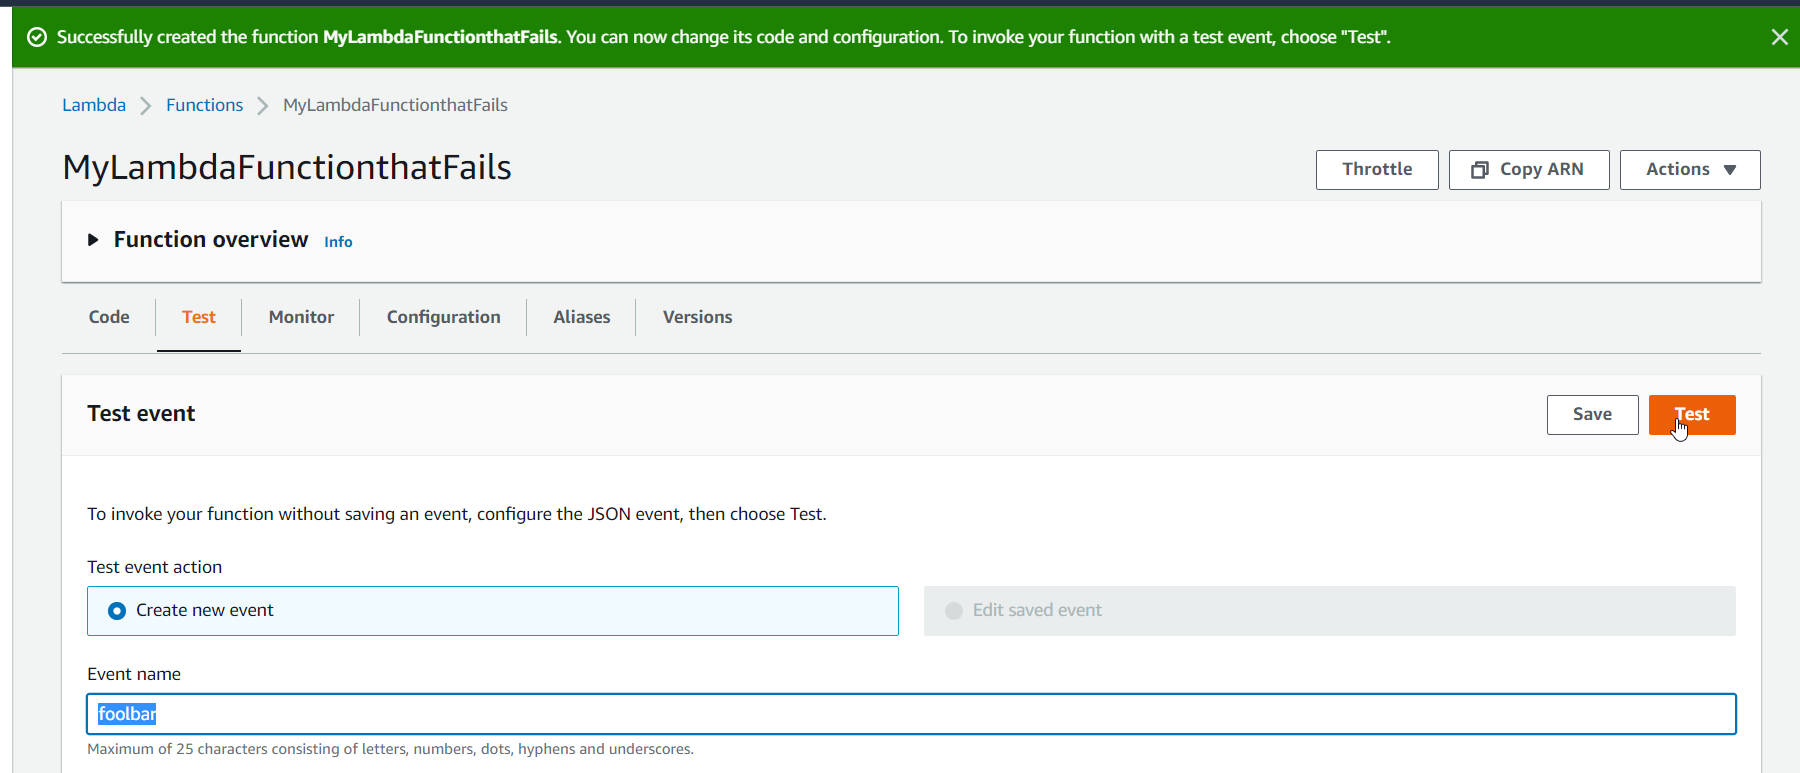 Successfully created the function MyLambdaFunctionthatFails. You can now change its code and configuration. To invoke your function with a test event, choose "Test".
Lambda > Functions > MyLambdaFunctionthatFails
MyLambdaFunctionthatFails
Throttle Copy ARN Actions
Function overview Info
Code Test Monitor Configuration Aliases Versions
Test event
Save Test
To invoke your function without saving an event, configure the JSON event, then choose Test.
Test event action
Create new event Edit saved event
Event name
foolbar
Maximum of 25 characters consisting of letters, numbers, dots, hyphens and underscores.